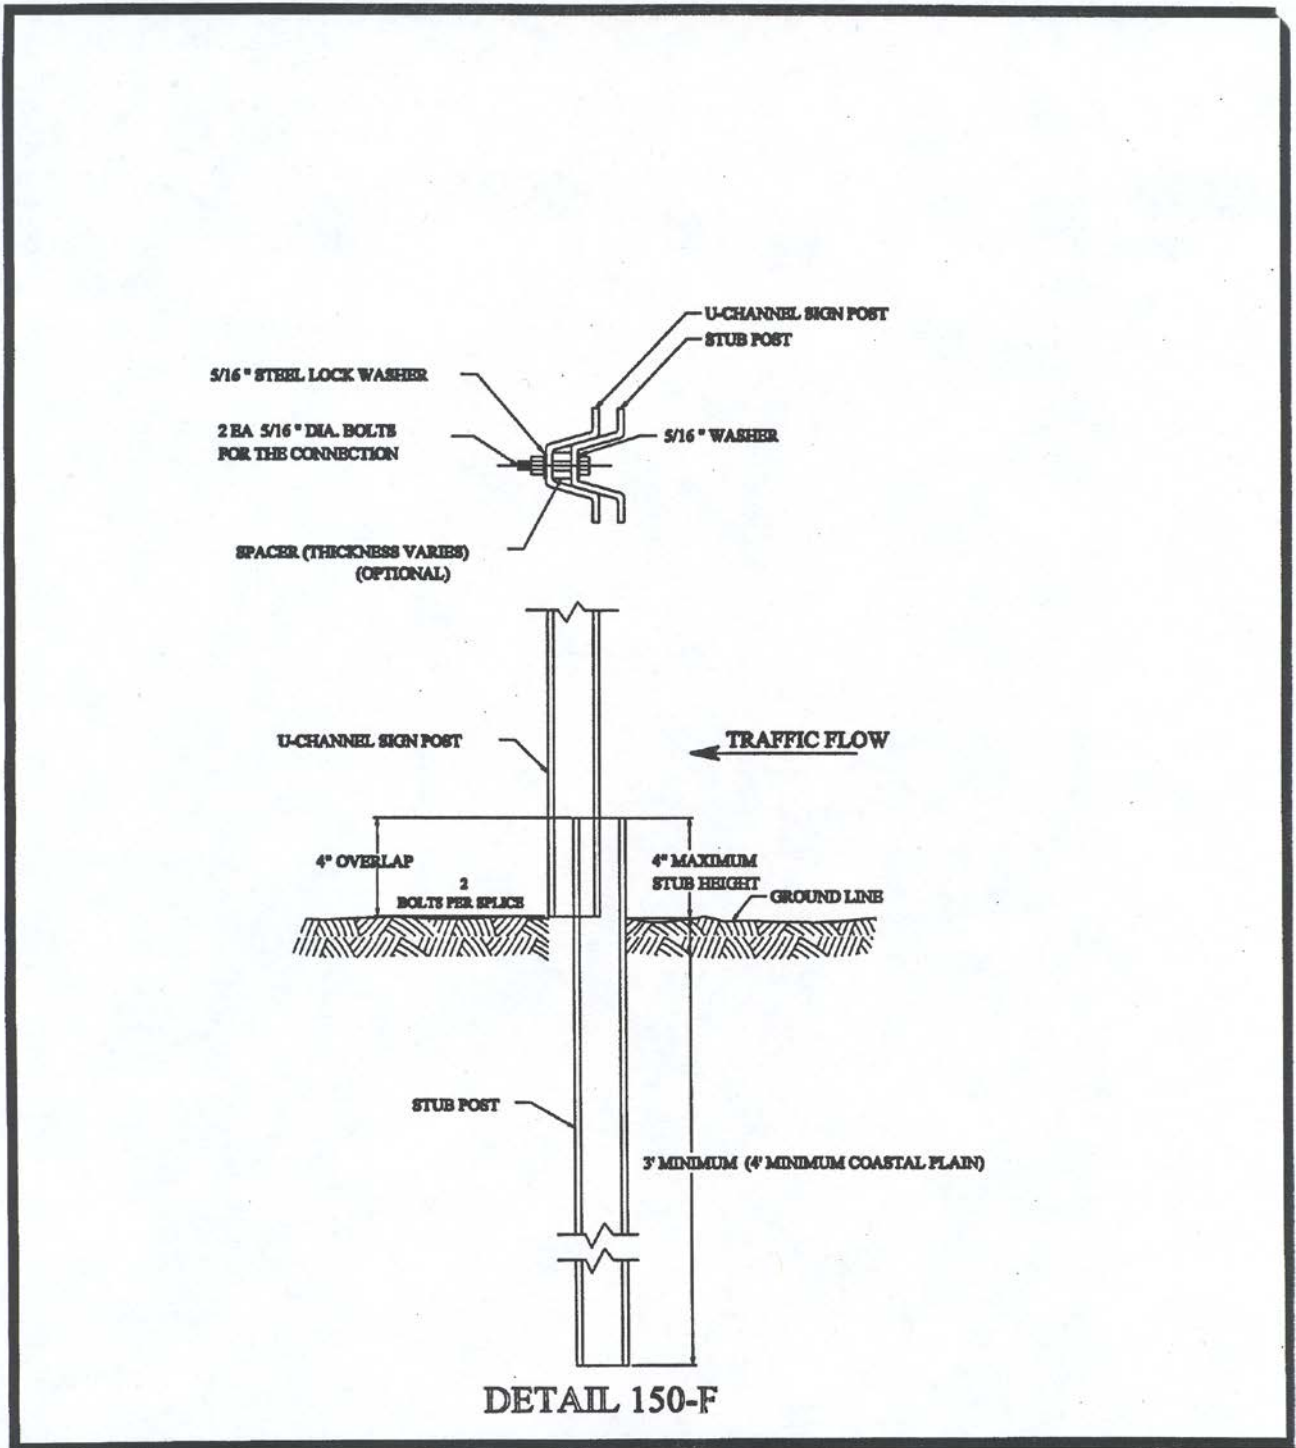 U-CHANNEL SIGN POST
STUB POST
5/16 " STEEL LOCK WASHER
2 EA 5/16 " DIA. BOLTS
FOR THE CONNECTION
5/16 " WASHER
SPACER (THICKNESS VARIES)
(OPTIONAL)
U-CHANNEL SIGN POST
TRAFFIC FLOW
4" OVERLAP
2
BOLTS PER SPLICE
4" MAXIMUM
STUB HEIGHT
GROUND LINE
STUB POST
3' MINIMUM (4' MINIMUM COASTAL PLAIN)
DETAIL 150-F